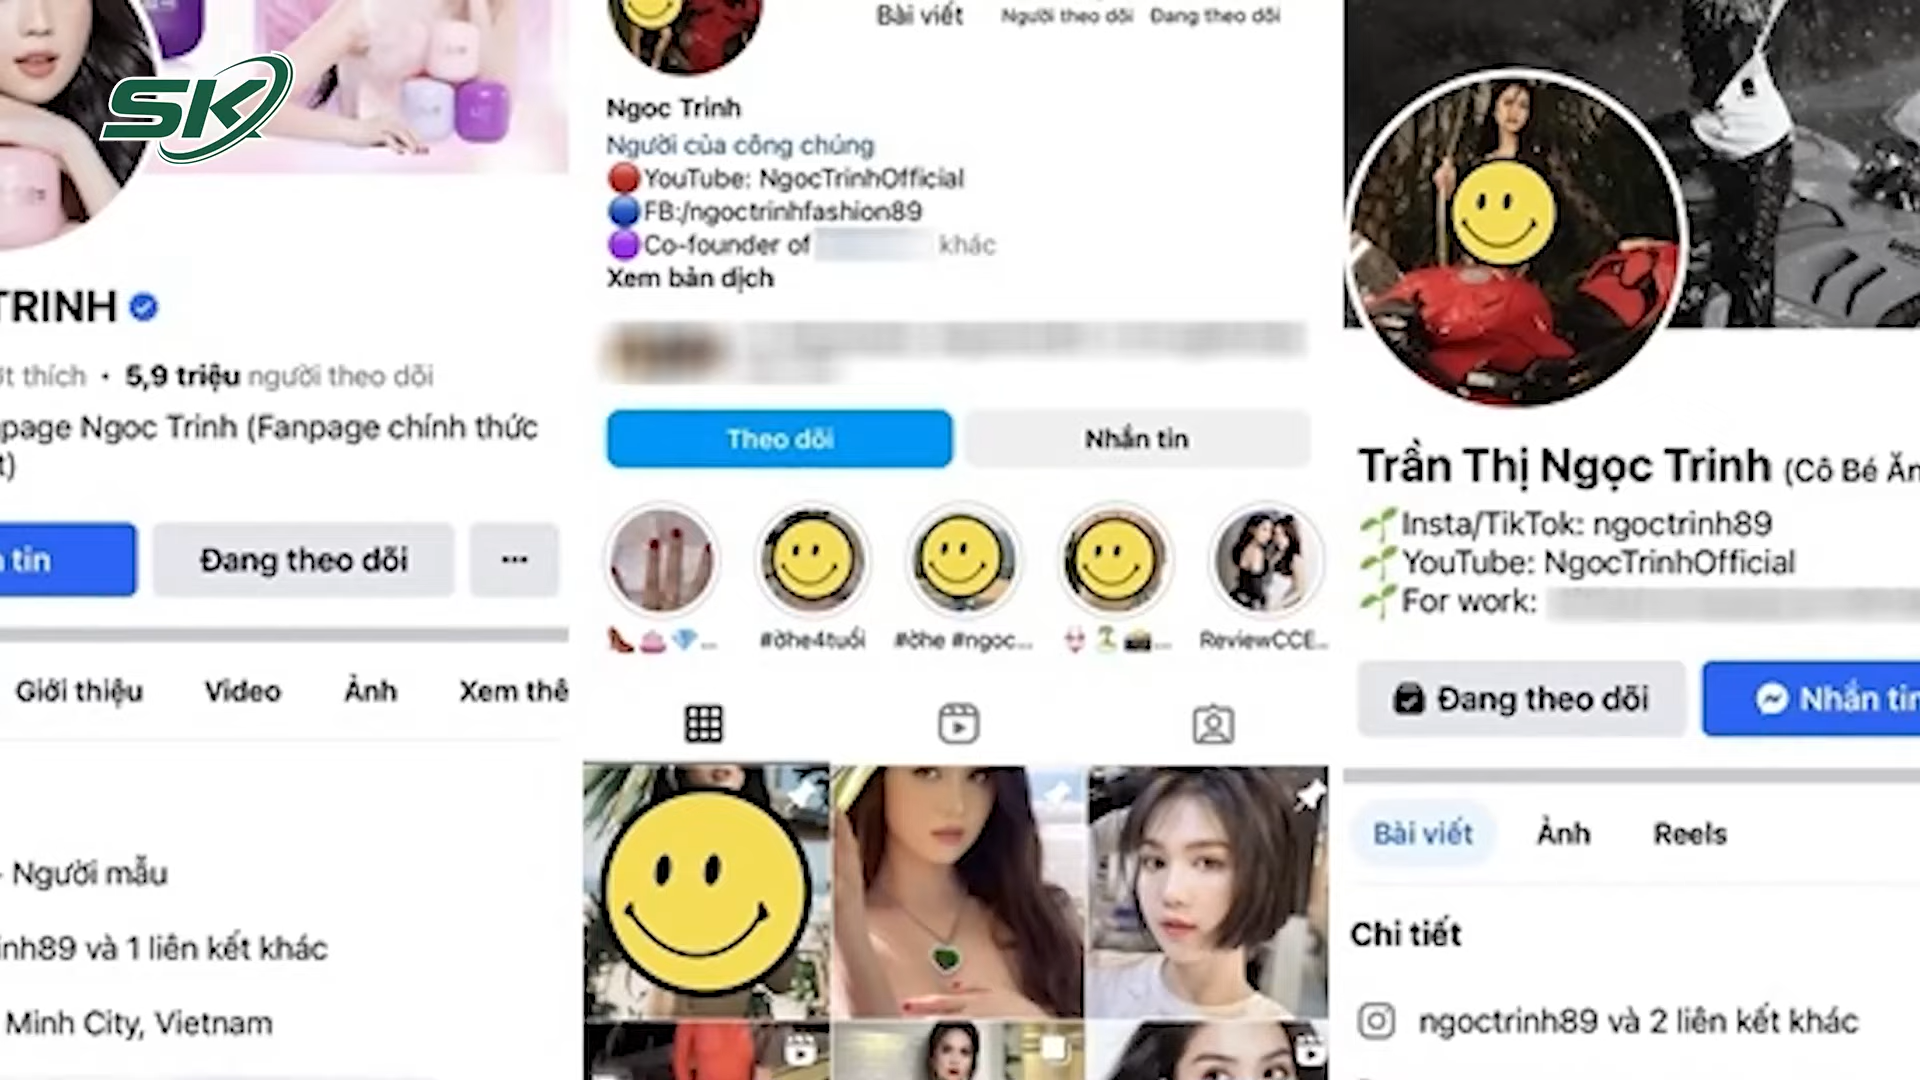 SK
TRINH
t thích • 5,9 triệu người theo dõi
page Ngoc Trinh (Fanpage chính thức
t)
tin
Đang theo dõi
...
Giới thiệu
Video
Ảnh
Xem thê
- Người mẫu
inh89 và 1 liên kết khác
Minh City, Vietnam
Bài viết
Người theo dõi
Đang theo dõi
Ngoc Trinh
Người của công chúng
YouTube: NgocTrinhOfficial
FB:/ngoctrinhfashion89
Co-founder of khác
Xem bản dịch
Theo dõi
Nhắn tin
...
#ờhe4tuổi
#ờhe #ngoc...
...
ReviewCCE...
Trần Thị Ngọc Trinh (Cô Bé Ăn
Insta/TikTok: ngoctrinh89
YouTube: NgocTrinhOfficial
For work:
Đang theo dõi
Nhắn tin
Bài viết
Ảnh
Reels
Chi tiết
ngoctrinh89 và 2 liên kết khác